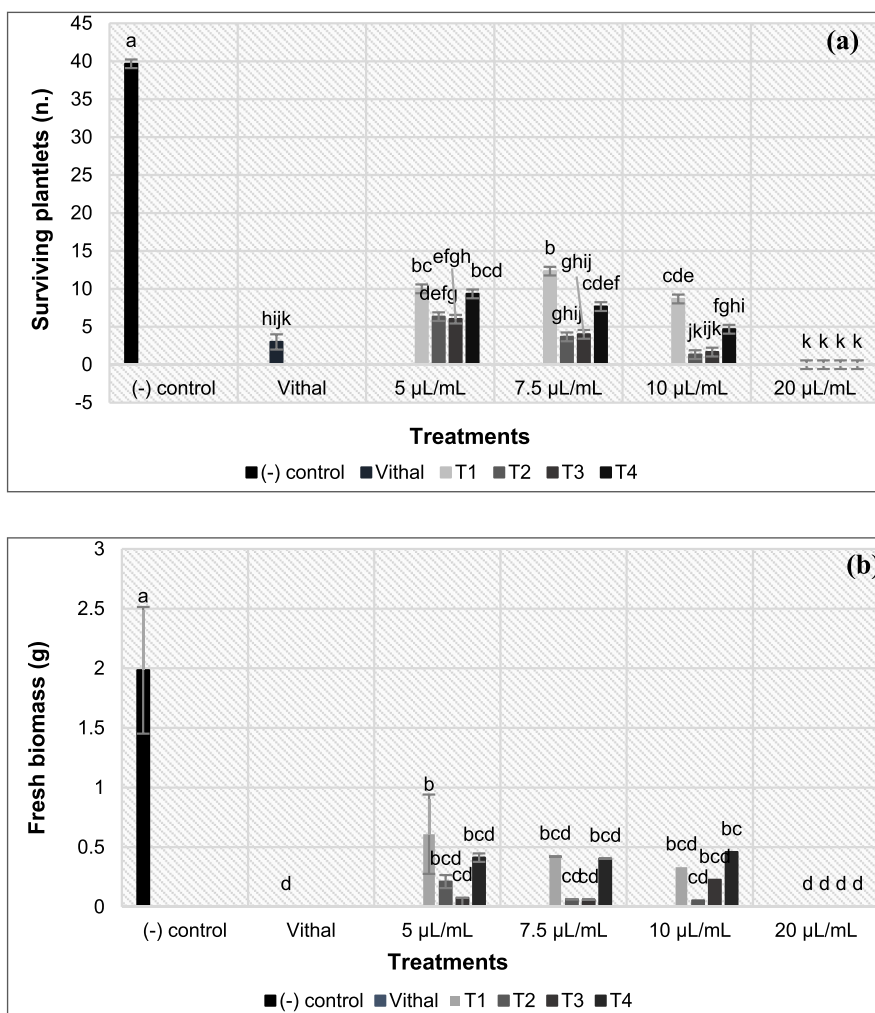 (a)
45
40
35
30
25
20
15
10
5
0
-5
Surviving plantlets (n.)
a
hijk
bc
defg
efgh
bcd
b
ghij
ghij
cdef
cde
jk
ijk
fghi
k k k k
(-) control Vithal 5 µL/mL 7.5 µL/mL 10 µL/mL 20 µL/mL
Treatments
(-) control Vithal T1 T2 T3 T4
(b)
3
2.5
2
1.5
1
0.5
0
Fresh biomass (g)
a
d
b
bcd
cd
bcd
bcd
cd
cd
bcd
bcd
cd
bcd
bc
d d d d
(-) control Vithal 5 µL/mL 7.5 µL/mL 10 µL/mL 20 µL/mL
Treatments
(-) control Vithal T1 T2 T3 T4